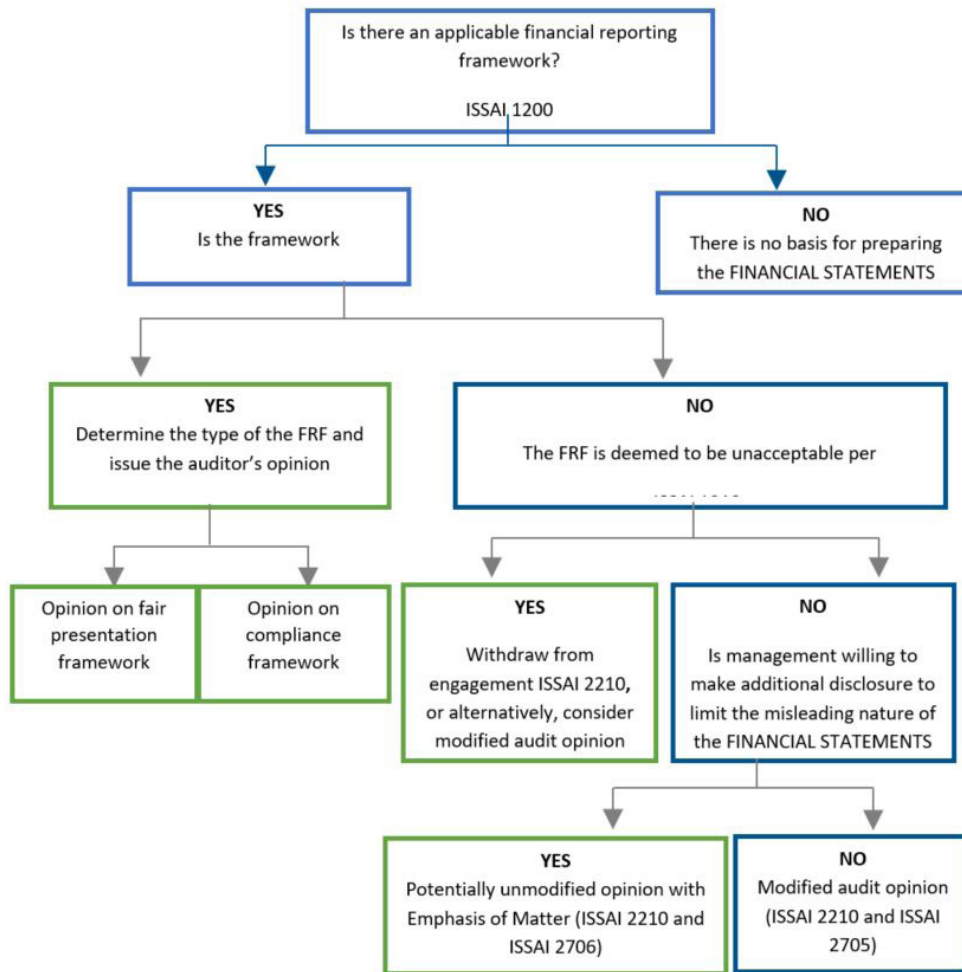 Is there an applicable financial reporting
framework?
ISSAI 1200
YES
Is the framework
NO
There is no basis for preparing
the FINANCIAL STATEMENTS
YES
Determine the type of the FRF and
issue the auditor’s opinion
NO
The FRF is deemed to be unacceptable per
Opinion on fair
presentation
framework
Opinion on
compliance
framework
YES
Withdraw from
engagement ISSAI 2210,
or alternatively, consider
modified audit opinion
NO
Is management willing to
make additional disclosure to
limit the misleading nature of
the FINANCIAL STATEMENTS
YES
Potentially unmodified opinion with
Emphasis of Matter (ISSAI 2210 and
ISSAI 2706)
NO
Modified audit opinion
(ISSAI 2210 and ISSAI
2705)